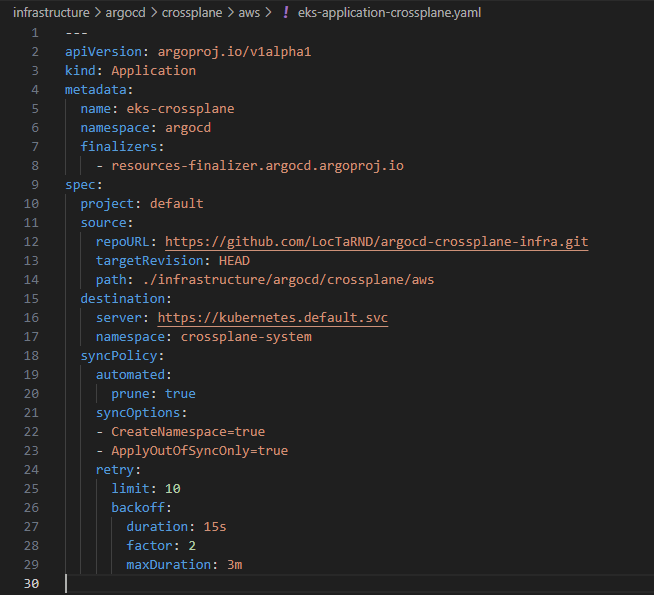 infrastructure > argocd > crossplane > aws > ! eks-application-crossplane.yaml
1 ---
2 apiVersion: argoproj.io/v1alpha1
3 kind: Application
4 metadata:
5   name: eks-crossplane
6   namespace: argocd
7   finalizers:
8     - resources-finalizer.argocd.argoproj.io
9 spec:
10   project: default
11   source:
12     repoURL: https://github.com/LocTaRND/argocd-crossplane-infra.git
13     targetRevision: HEAD
14     path: ./infrastructure/argocd/crossplane/aws
15   destination:
16     server: https://kubernetes.default.svc
17     namespace: crossplane-system
18   syncPolicy:
19     automated:
20       prune: true
21     syncOptions:
22     - CreateNamespace=true
23     - ApplyOutOfSyncOnly=true
24     retry:
25       limit: 10
26       backoff:
27         duration: 15s
28         factor: 2
29         maxDuration: 3m
30